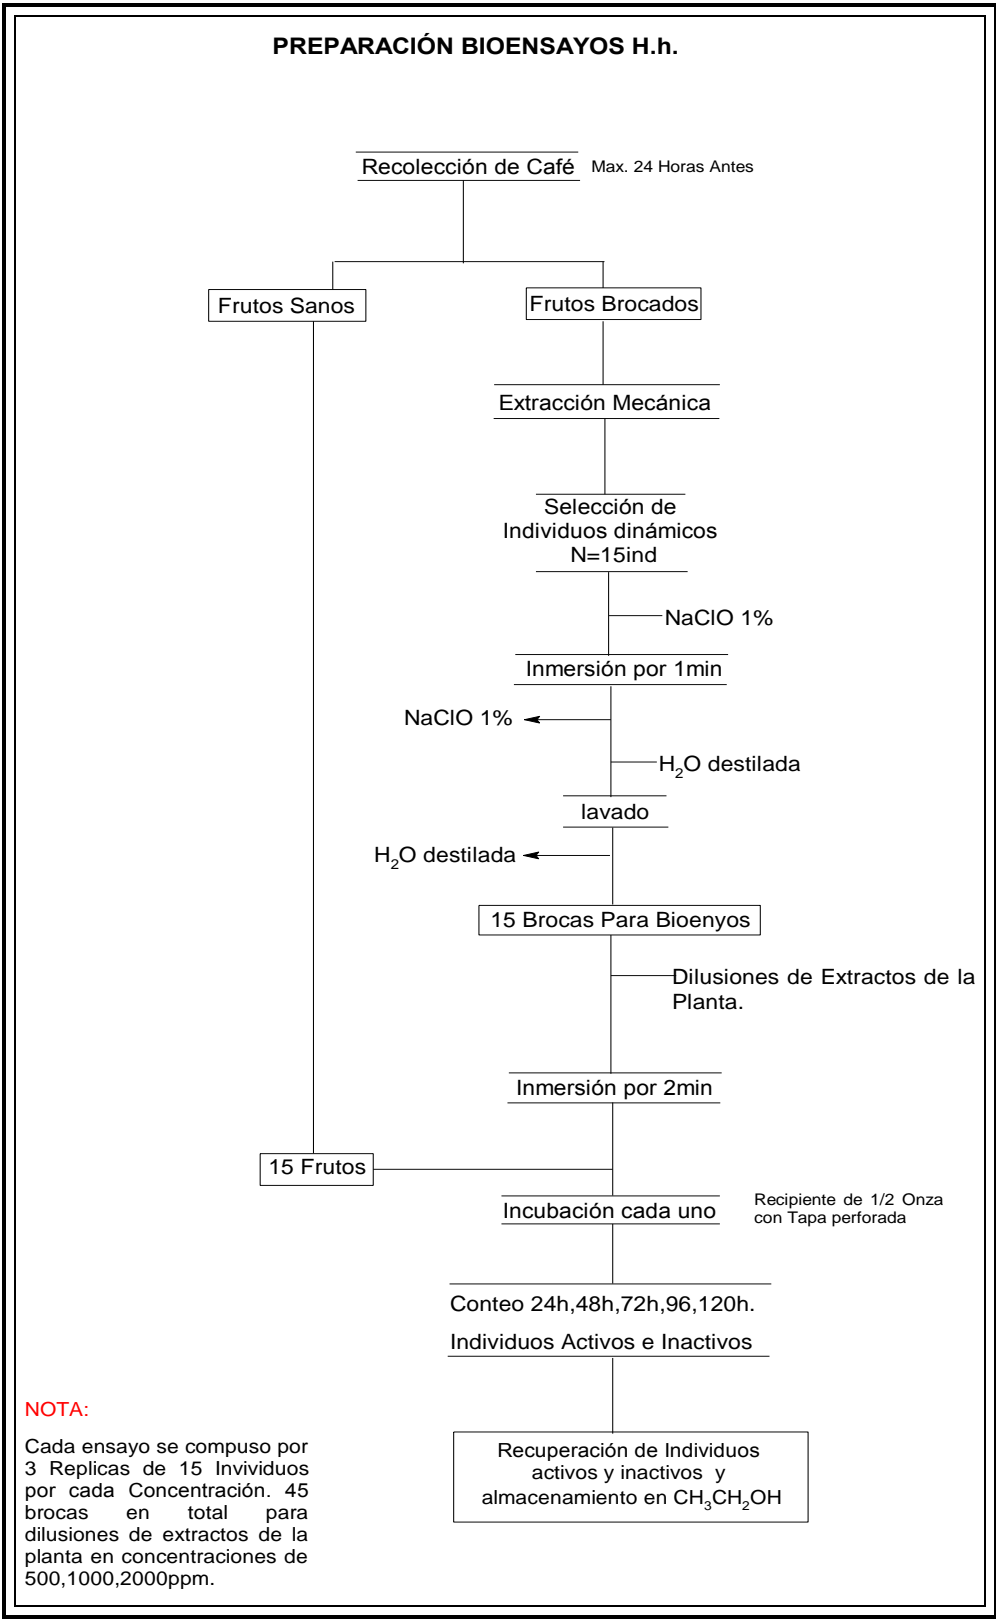 PREPARACIÓN BIOENSAYOS H.h.
Recolección de Café
Max. 24 Horas Antes
Frutos Sanos
Frutos Brocados
Extracción Mecánica
Selección de
Individuos dinámicos
N=15ind
NaClO 1%
Inmersión por 1min
NaClO 1%
H₂O destilada
lavado
H₂O destilada
15 Brocas Para Bioenyos
Dilusiones de Extractos de la
Planta.
Inmersión por 2min
15 Frutos
Incubación cada uno
Recipiente de 1/2 Onza
con Tapa perforada
Conteo 24h,48h,72h,96,120h.
Individuos Activos e Inactivos
Recuperación de Individuos
activos y inactivos y
almacenamiento en CH₃CH₂OH
NOTA:
Cada ensayo se compuso por
3 Replicas de 15 Invividuos
por cada Concentración. 45
brocas en total para
dilusiones de extractos de la
planta en concentraciones de
500,1000,2000ppm.